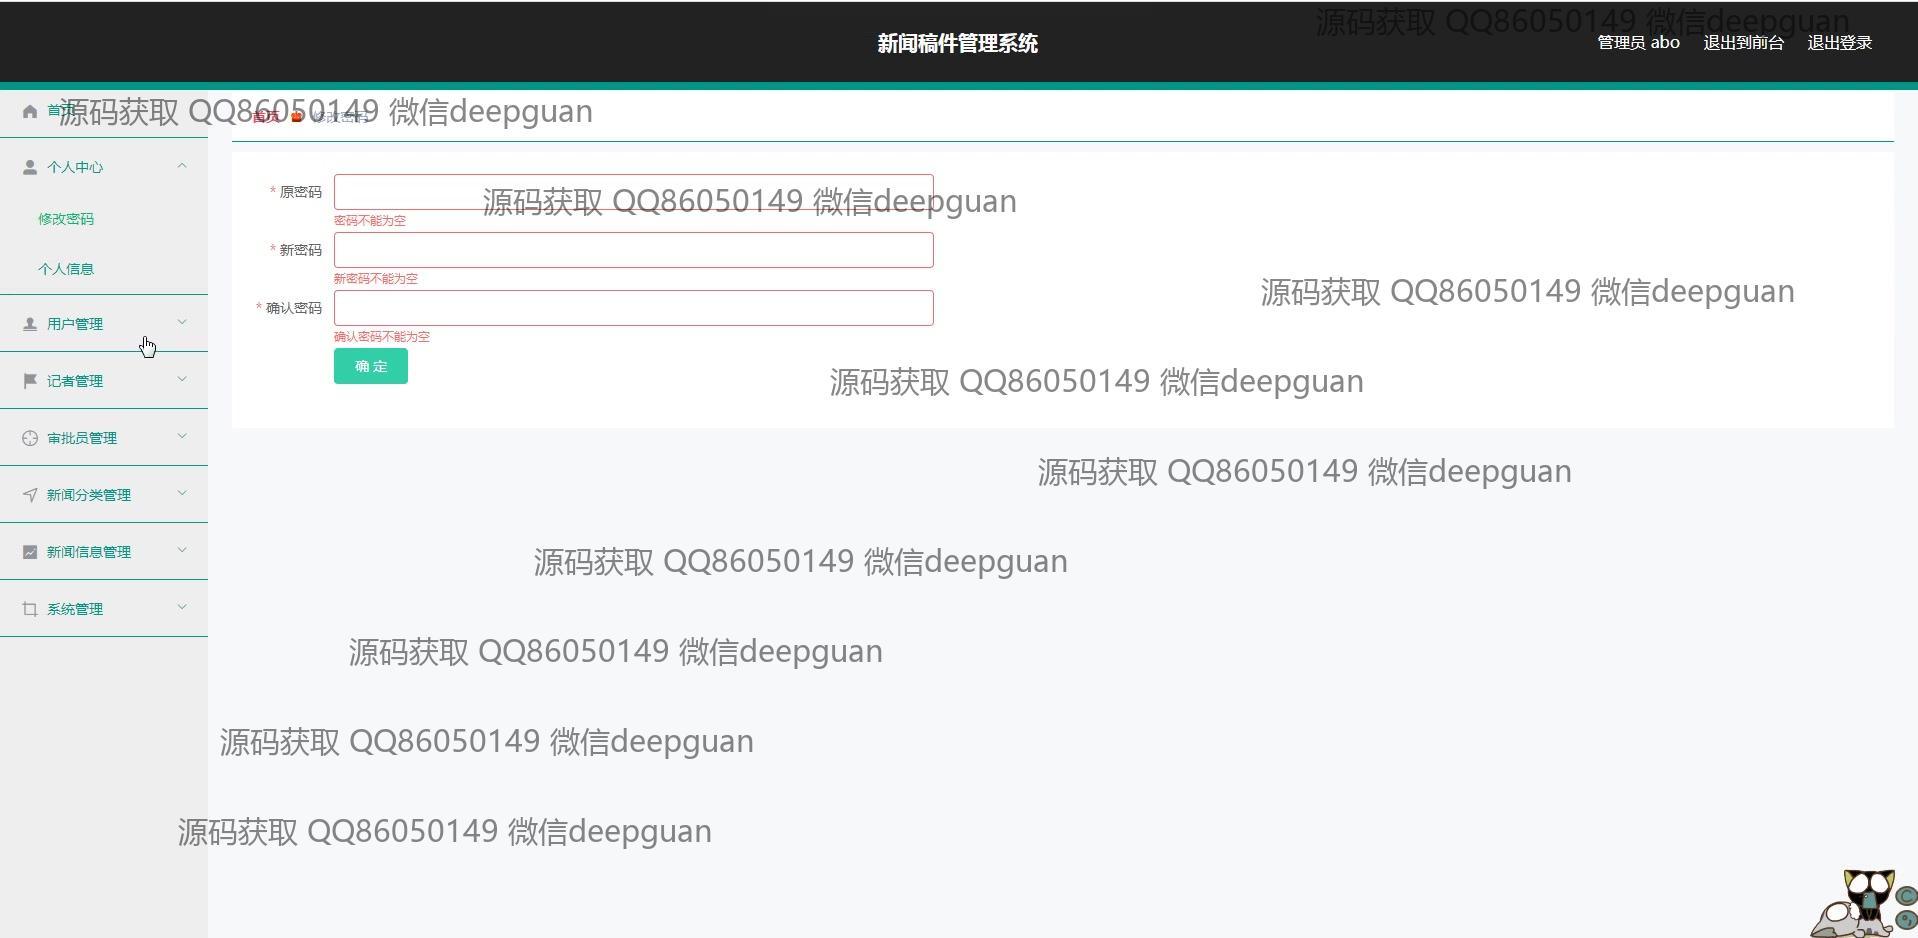 源码获取 QQ86050149 微信deepguan
新闻稿件管理系统
管理员 abo 退出到前台 退出登录
首页
源码获取 QQ86050149 微信deepguan
首页 修改密码
个人中心
修改密码
个人信息
用户管理
记者管理
审批员管理
新闻分类管理
新闻信息管理
系统管理
* 原密码
源码获取 QQ86050149 微信deepguan
密码不能为空
* 新密码
新密码不能为空
源码获取 QQ86050149 微信deepguan
* 确认密码
确认密码不能为空
确定
源码获取 QQ86050149 微信deepguan
源码获取 QQ86050149 微信deepguan
源码获取 QQ86050149 微信deepguan
源码获取 QQ86050149 微信deepguan
源码获取 QQ86050149 微信deepguan
源码获取 QQ86050149 微信deepguan